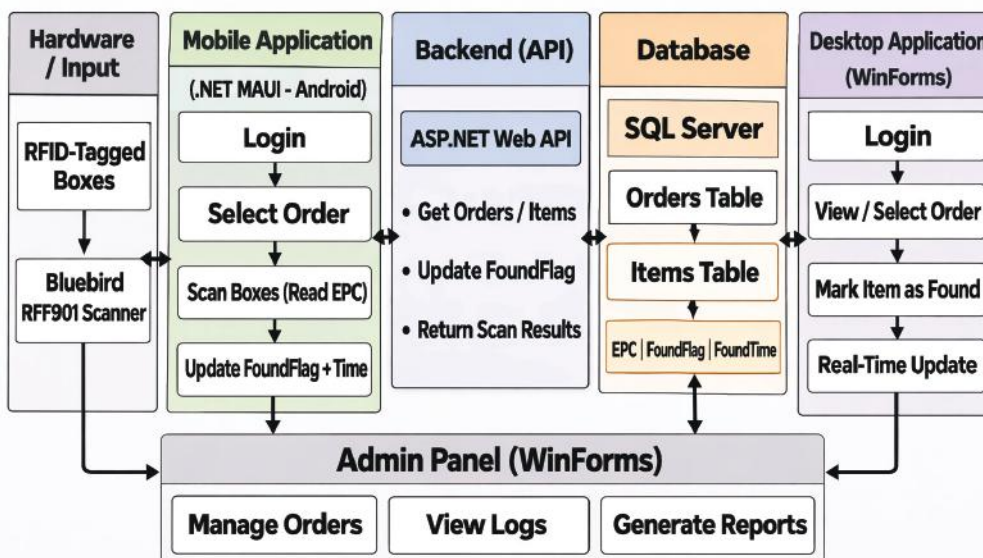 Hardware
/ Input
RFID-Tagged
Boxes
Bluebird
RFF901 Scanner
Mobile Application
(.NET MAUI - Android)
Login
Select Order
Scan Boxes (Read EPC)
Update FoundFlag + Time
Backend (API)
ASP.NET Web API
• Get Orders / Items
• Update FoundFlag
• Return Scan Results
Database
SQL Server
Orders Table
Items Table
EPC | FoundFlag | FoundTime
Desktop Application
(WinForms)
Login
View / Select Order
Mark Item as Found
Real-Time Update
Admin Panel (WinForms)
Manage Orders
View Logs
Generate Reports